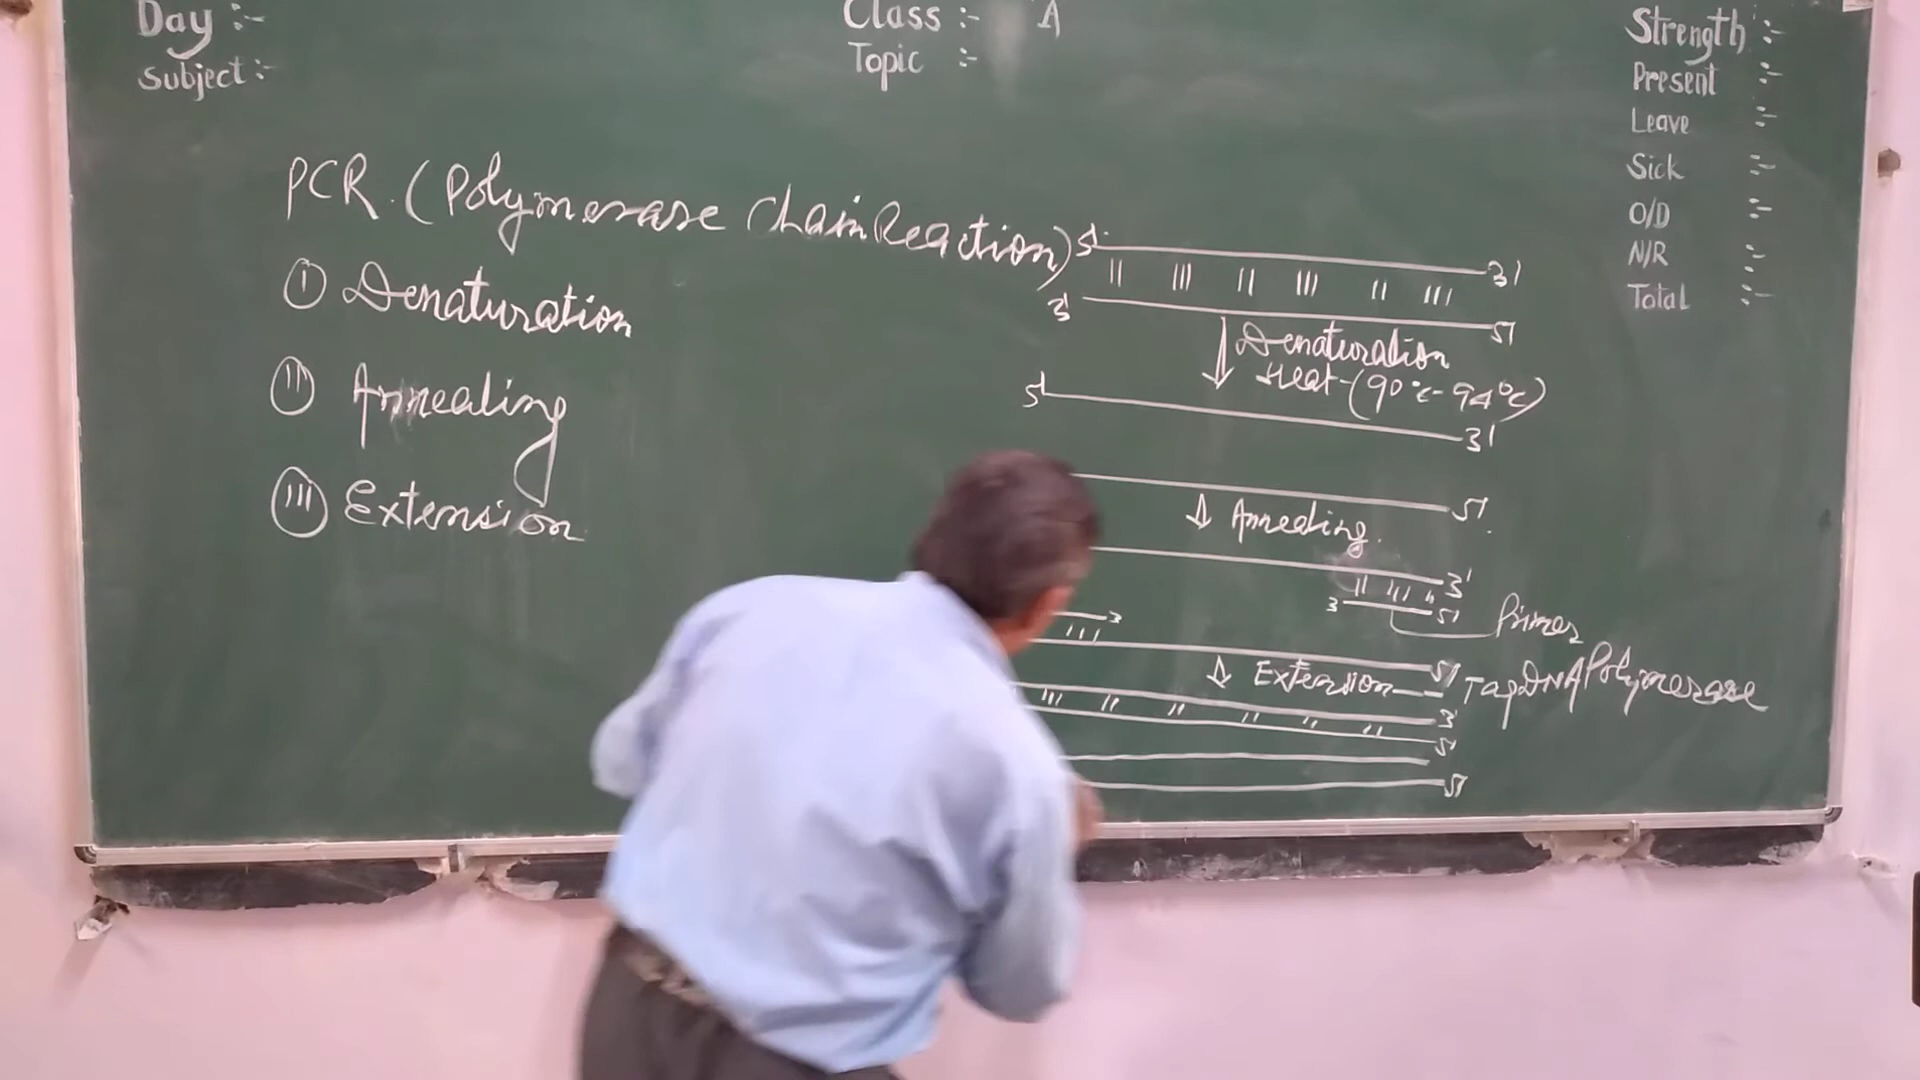 Day :-
Subject :-
Class :- A
Topic :-
Strength :-
Present :-
Leave :-
Sick :-
O/D :-
N/R :-
Total :-
PCR. (Polymerase Chain Reaction)
(I) Denaturation
(II) Annealing
(III) Extension
5' 3'
3' 5'
Denaturation
Heat-(90°c-94°c)
5' 3'
5'
Annealing
3'
3 5'
Primer
3
5'
Extension — Taq DNA Polymerase
3'
5'
5'